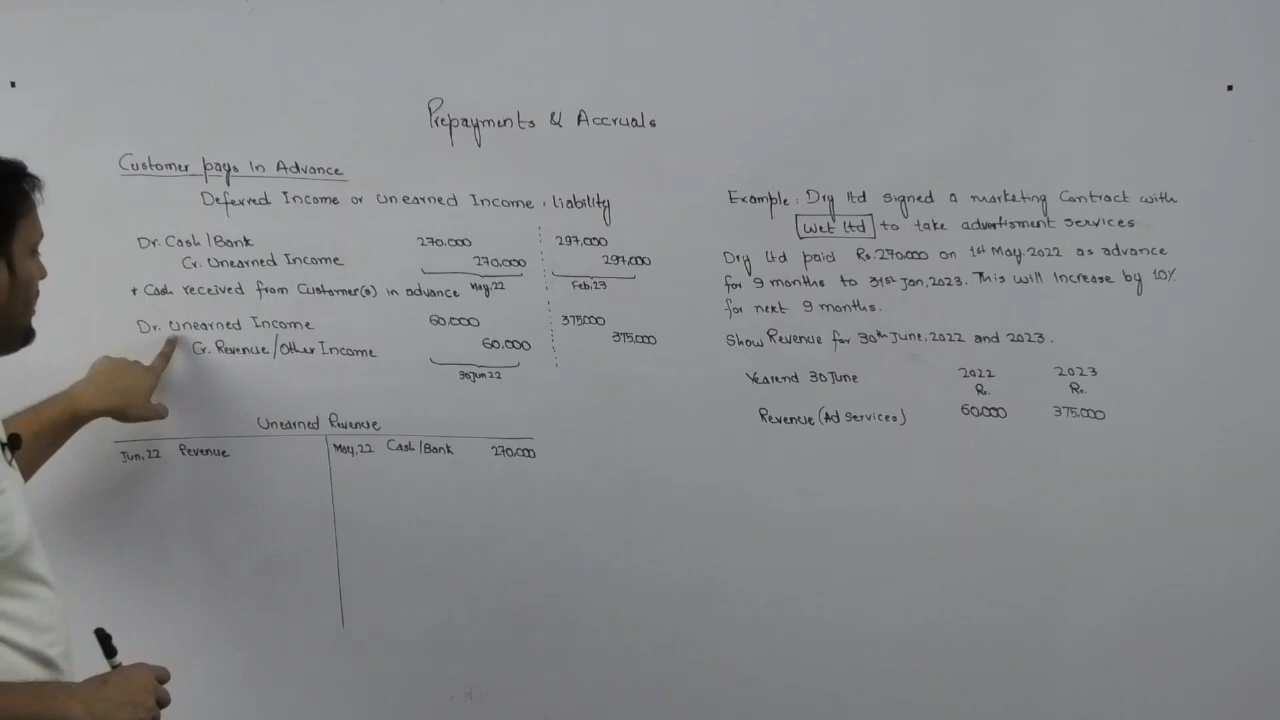 Prepayments & Accruals
Customer pays In Advance
Deferred Income or Unearned Income, liability
Dr. Cash/Bank 270,000 297,000
Cr. Unearned Income 270,000 297,000
* Cash received from Customer(s) in advance May,22 Feb,23
Dr. Unearned Income 60,000 375,000
Cr. Revenue/Other Income 60,000 375,000
30Jun22
Unearned Revenue
Jun,22 Revenue May,22 Cash/Bank 270,000
Example: Dry ltd signed a marketing Contract with
Wet ltd to take advertisment services
Dry Ltd paid Rs.270,000 on 1st May,2022 as advance
for 9 months to 31st Jan,2023. This will Increase by 10%
for next 9 months.
Show Revenue for 30th June,2022 and 2023.
Yearend 30 June 2022 2023
Rs. Rs.
Revenue (Ad Services) 60,000 375,000